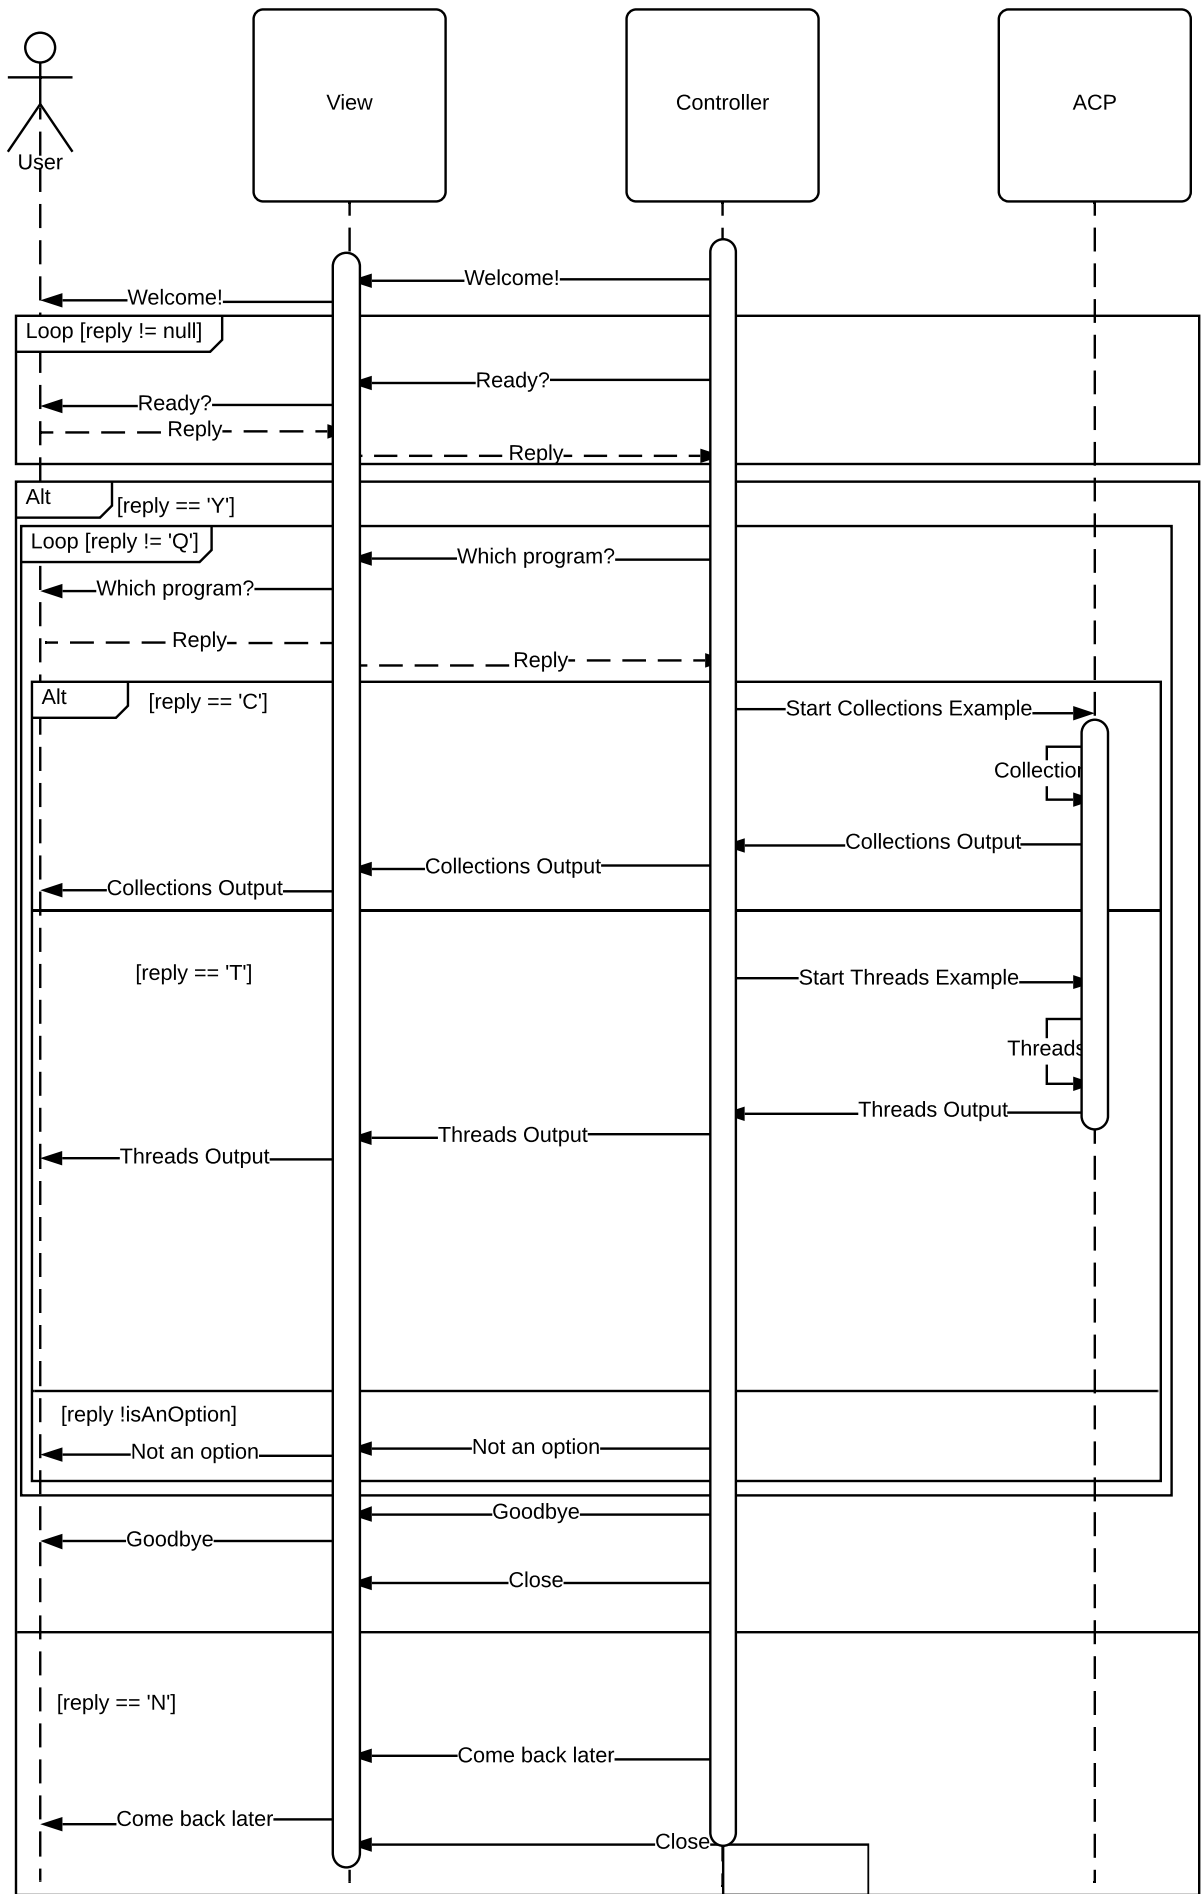 View
Controller
ACP
User
Welcome!
Welcome!
Loop [reply != null]
Ready?
Ready?
Reply
Reply
Alt
[reply == 'Y']
Loop [reply != 'Q']
Which program?
Which program?
Reply
Reply
Alt
[reply == 'C']
Start Collections Example
Collection
Collections Output
Collections Output
Collections Output
[reply == 'T']
Start Threads Example
Threads
Threads Output
Threads Output
Threads Output
[reply !isAnOption]
Not an option
Not an option
Goodbye
Goodbye
Close
[reply == 'N']
Come back later
Come back later
Close